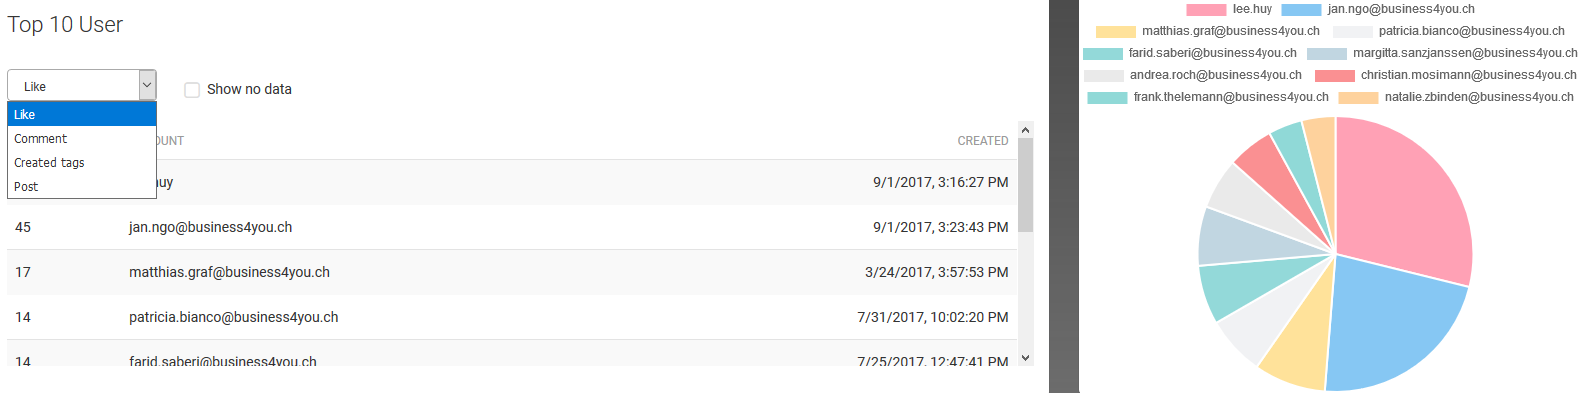 Top 10 User
Like
Show no data
Like
Comment
Created tags
Post
OUNT CREATED
huy 9/1/2017, 3:16:27 PM
45 jan.ngo@business4you.ch 9/1/2017, 3:23:43 PM
17 matthias.graf@business4you.ch 3/24/2017, 3:57:53 PM
14 patricia.bianco@business4you.ch 7/31/2017, 10:02:20 PM
14 farid.saberi@business4you.ch 7/25/2017, 12:47:41 PM
lee.huy jan.ngo@business4you.ch
matthias.graf@business4you.ch patricia.bianco@business4you.ch
farid.saberi@business4you.ch margitta.sanzjanssen@business4you.ch
andrea.roch@business4you.ch christian.mosimann@business4you.ch
frank.thelemann@business4you.ch natalie.zbinden@business4you.ch